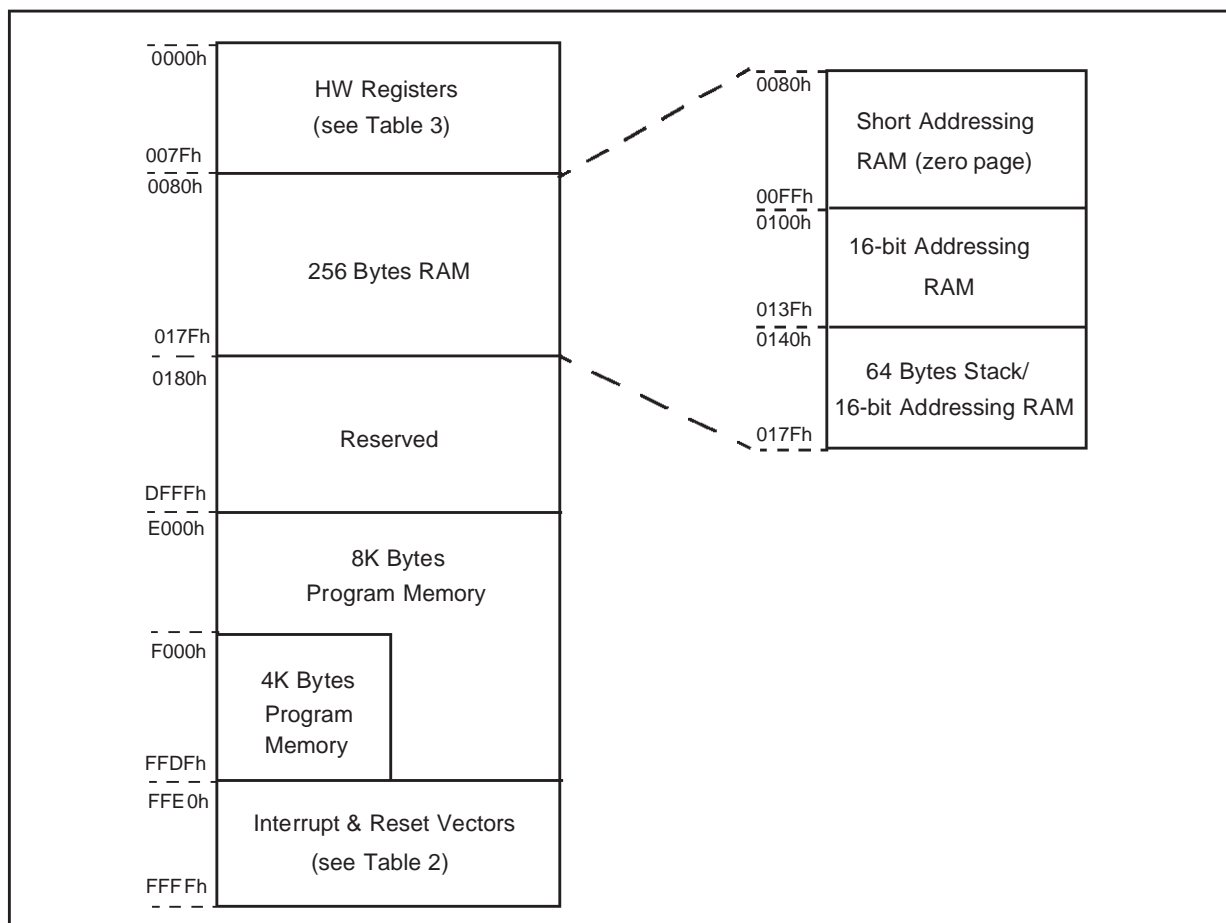 0000h
HW Registers
(see Table 3)
007Fh
0080h
256 Bytes RAM
017Fh
0180h
Reserved
DFFFh
E000h
8K Bytes
Program Memory
F000h
4K Bytes
Program
Memory
FFDFh
FFE0h
Interrupt & Reset Vectors
(see Table 2)
FFFFh
0080h
Short Addressing
RAM (zero page)
00FFh
0100h
16-bit Addressing
RAM
013Fh
0140h
64 Bytes Stack/
16-bit Addressing RAM
017Fh